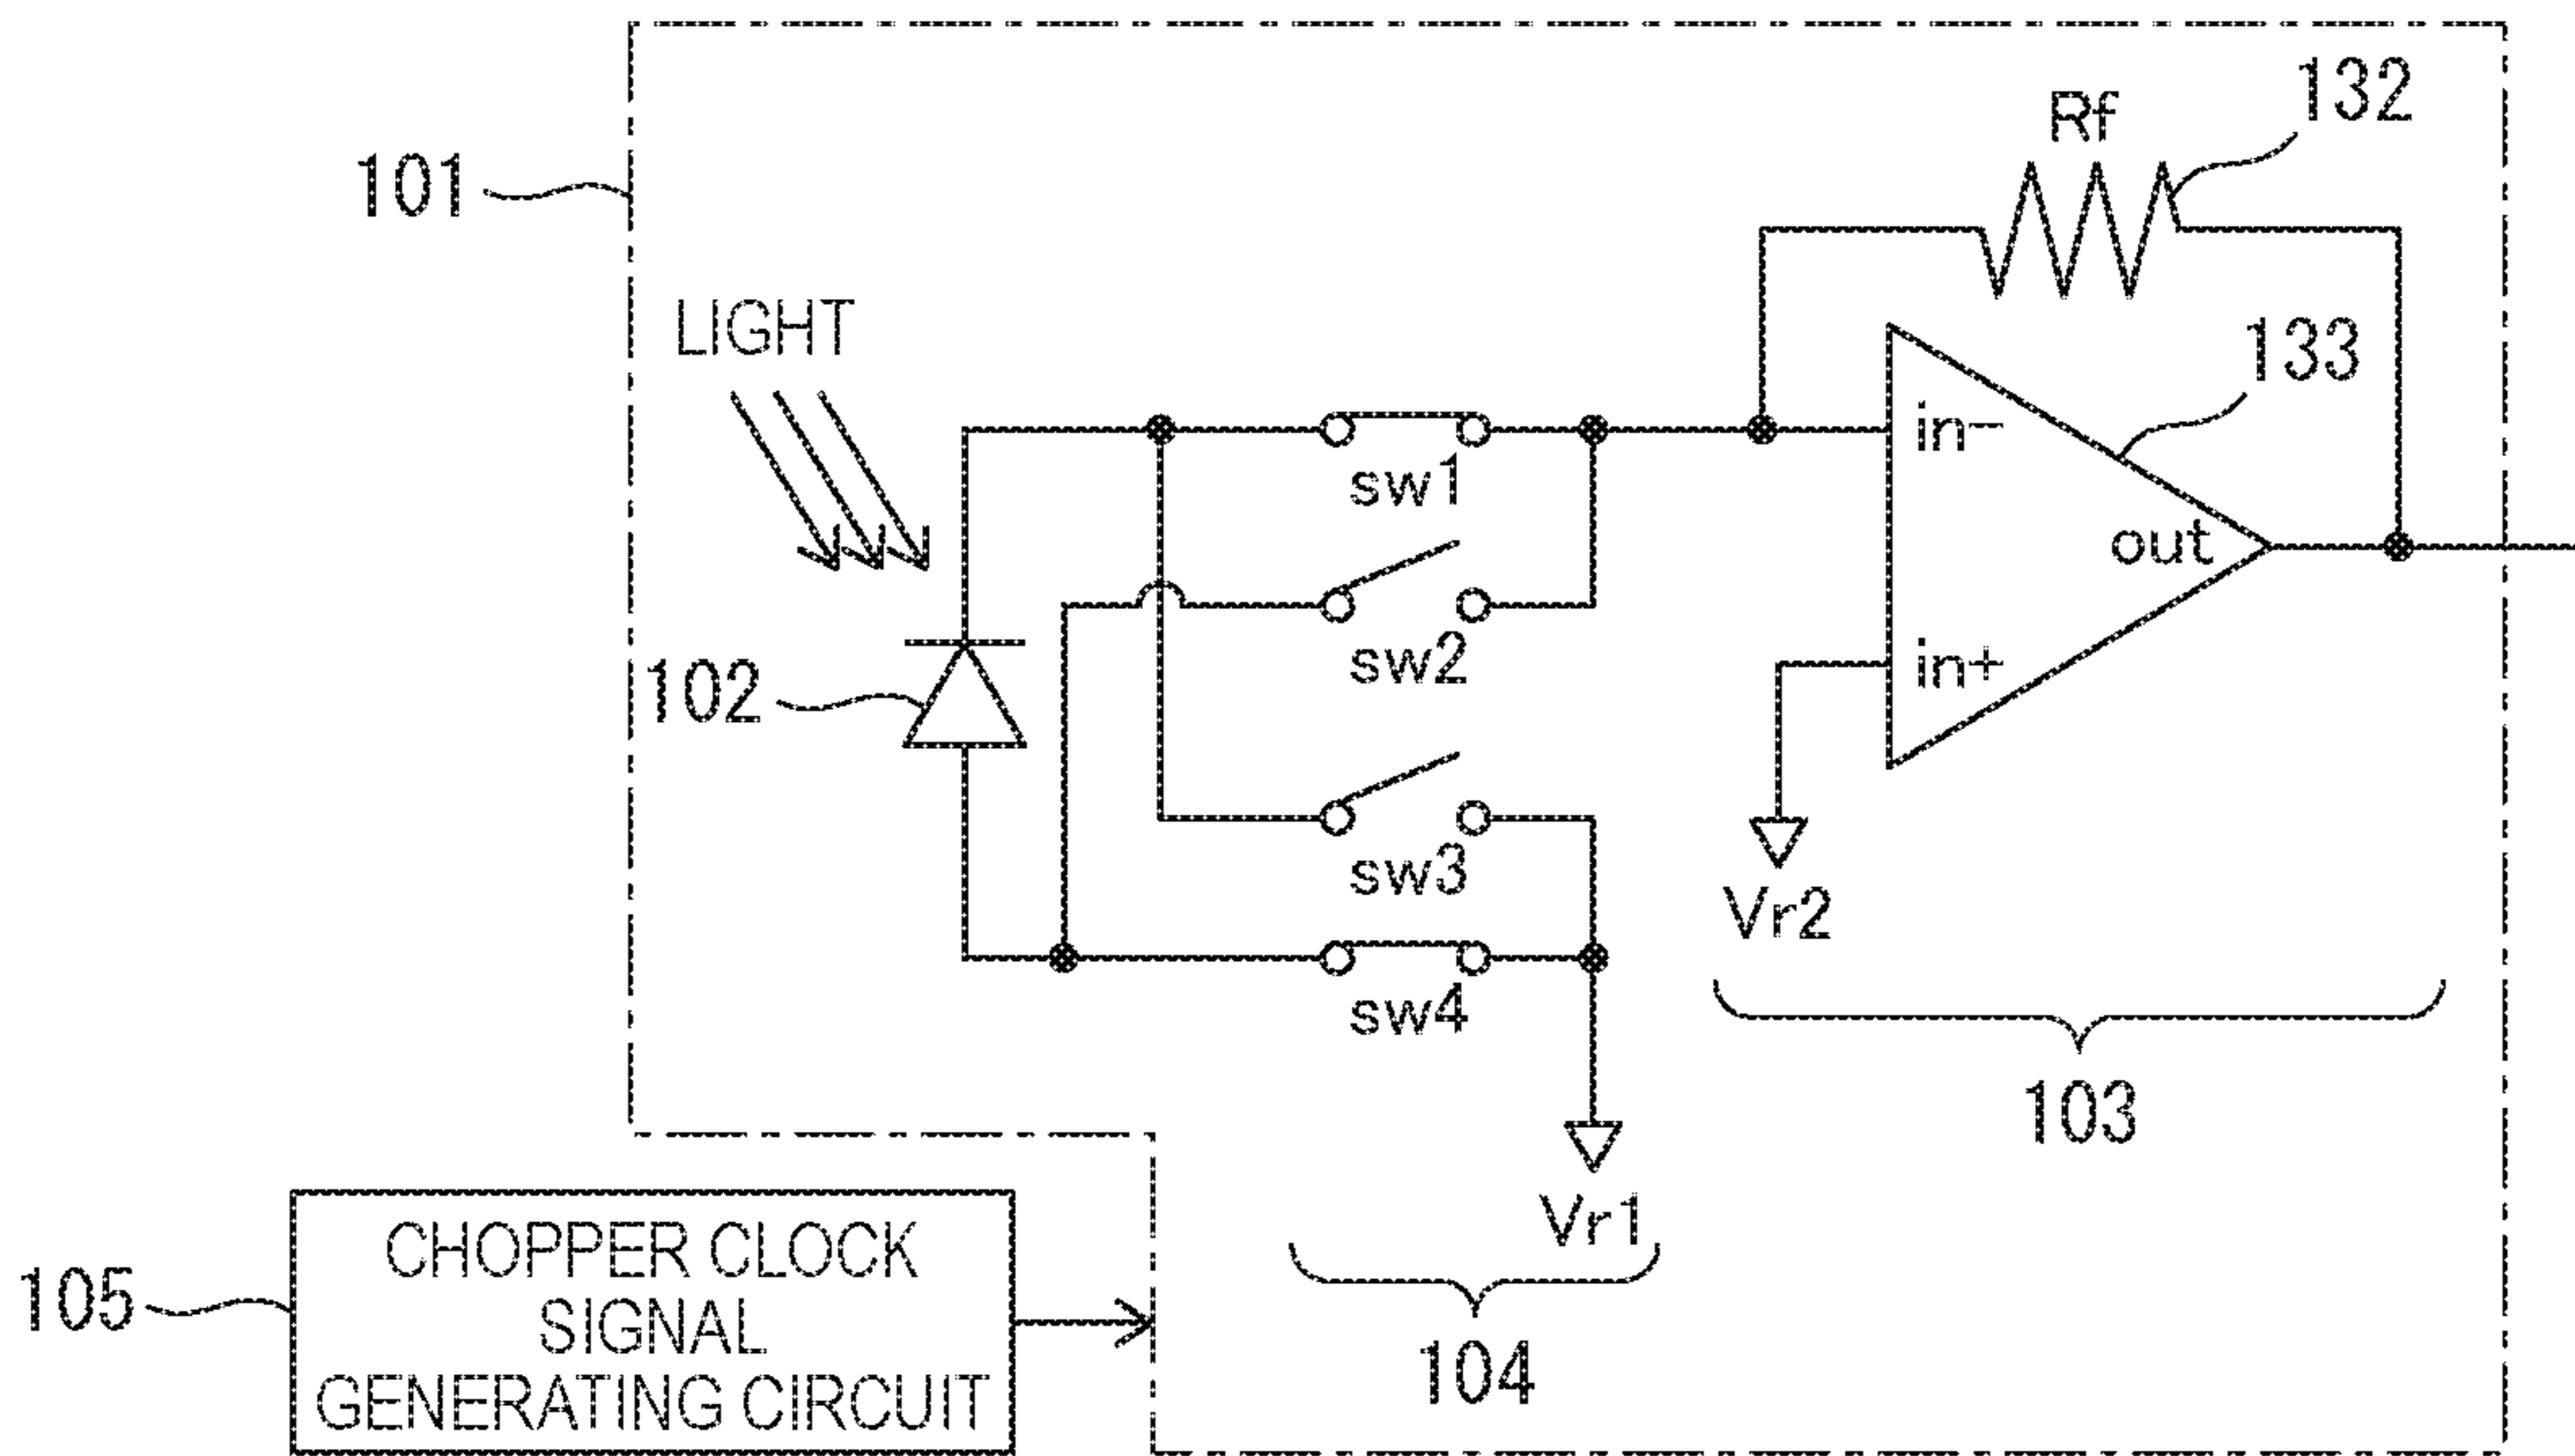 132
Rf
101
LIGHT
133
in-
sw1
out
sw2
in+
102
sw3
Vr2
sw4
103
Vr1
CHOPPER CLOCK
SIGNAL
GENERATING CIRCUIT
105
104